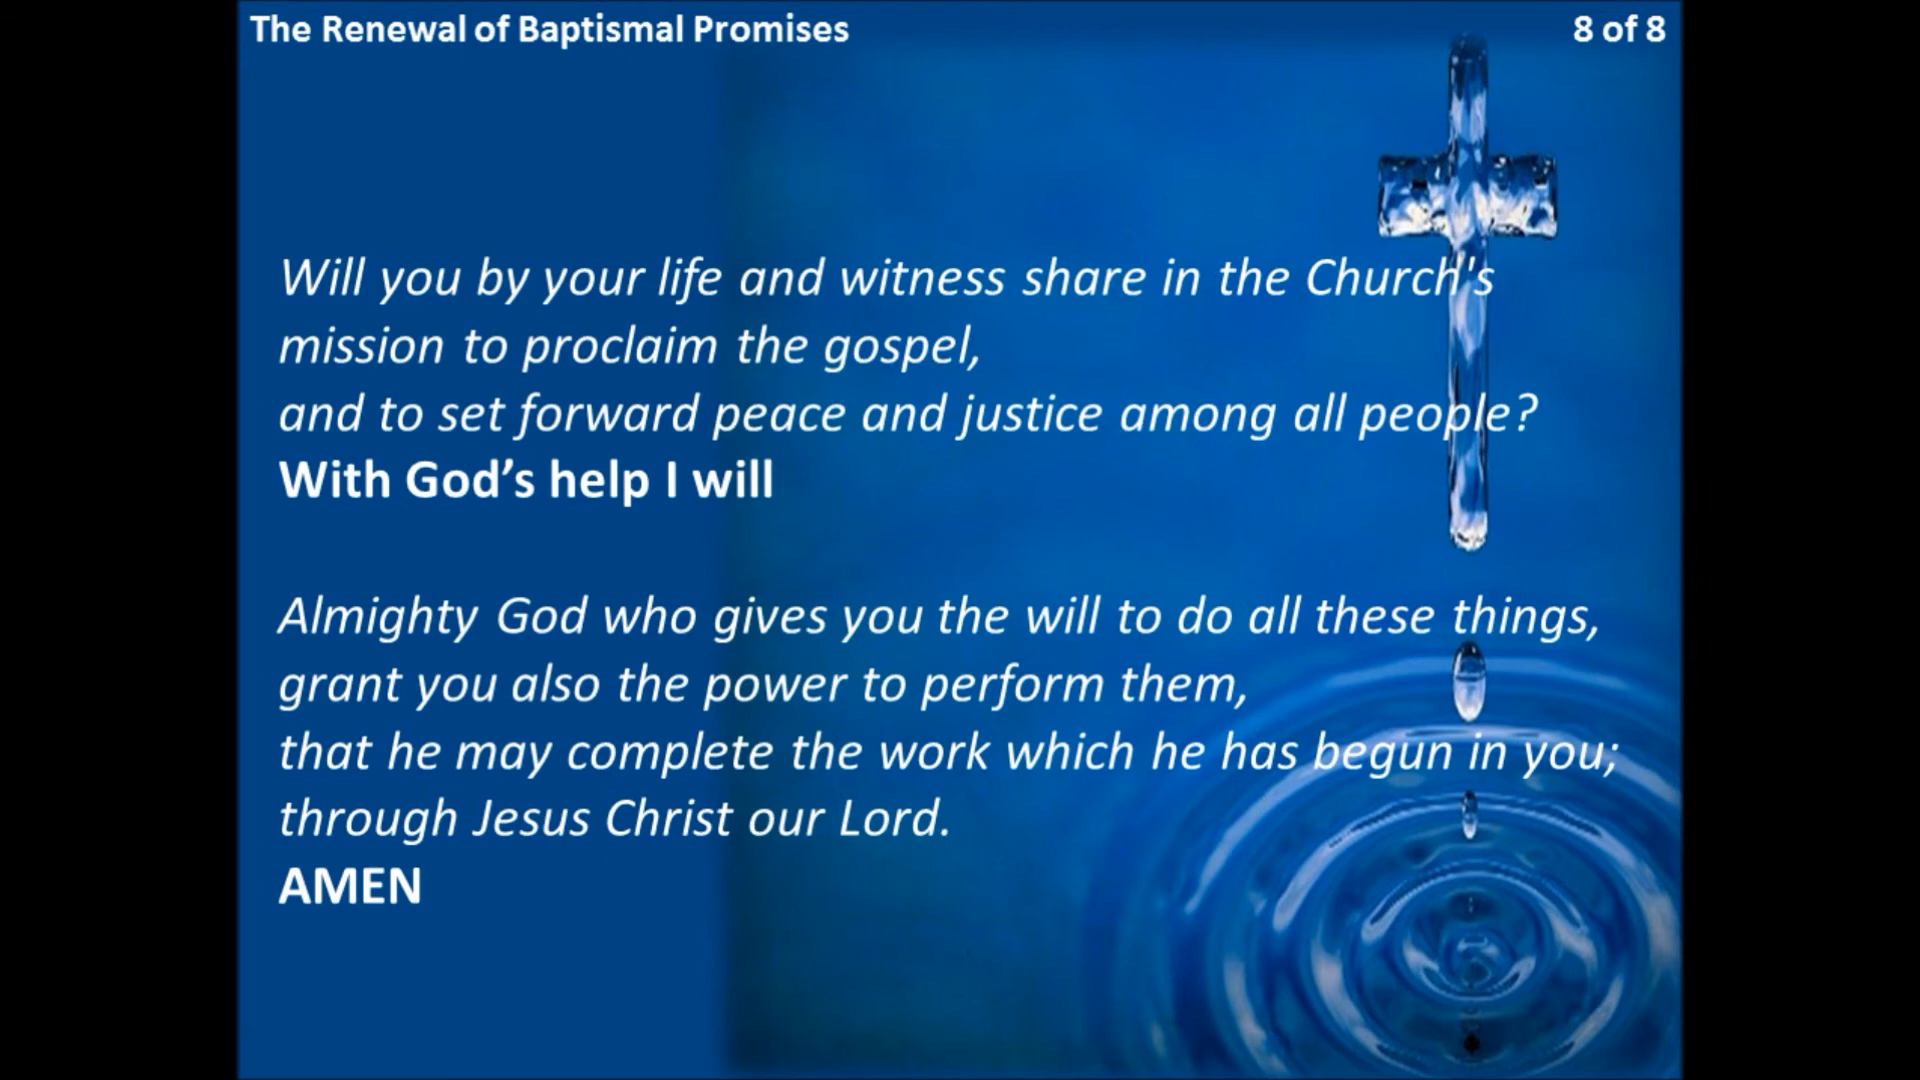 The Renewal of Baptismal Promises 8 of 8
Will you by your life and witness share in the Church's
mission to proclaim the gospel,
and to set forward peace and justice among all people?
With God’s help I will
Almighty God who gives you the will to do all these things,
grant you also the power to perform them,
that he may complete the work which he has begun in you;
through Jesus Christ our Lord.
AMEN